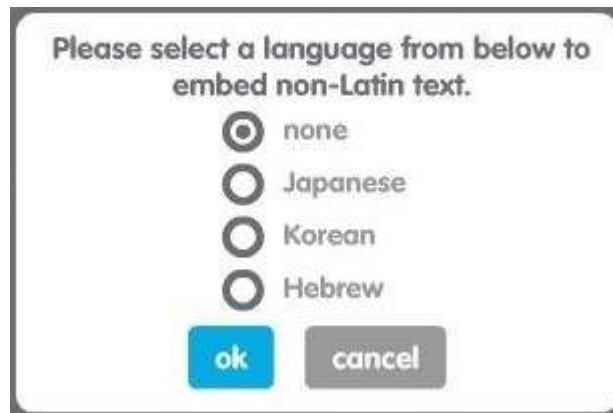 Please select a language from below to
embed non-Latin text.
none
Japanese
Korean
Hebrew
ok cancel